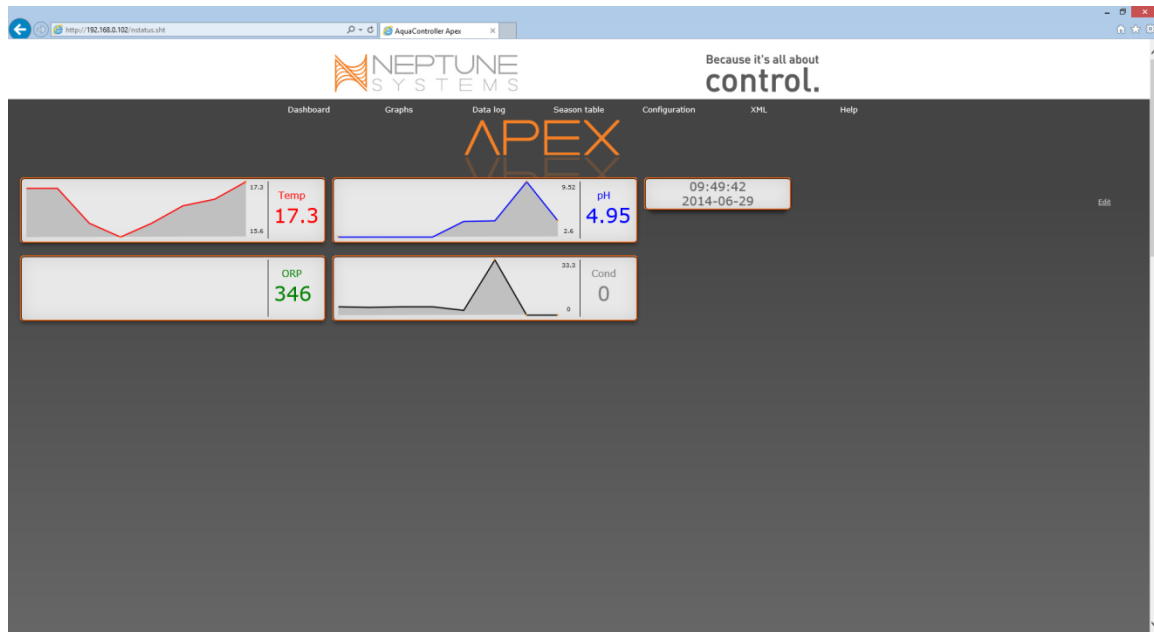 http://192.168.0.102/nstatus.sht
AquaController Apex
NEPTUNE
SYSTEMS
Because it's all about
control.
Dashboard Graphs Data log Season table Configuration XML Help
APEX
17.3
Temp
17.3
15.6
9.52
pH
4.95
2.6
09:49:42
2014-06-29
Edit
ORP
346
33.3
Cond
0
0